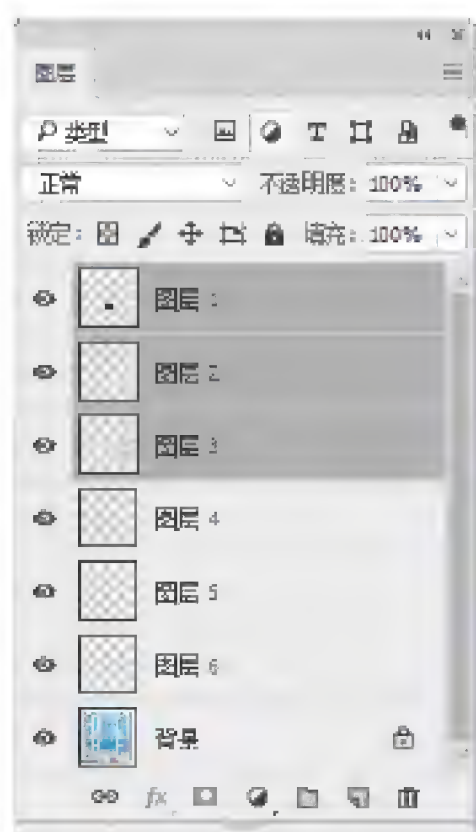 图层
类型
正常 不透明度: 100%
锁定: 填充: 100%
图层 1
图层 2
图层 3
图层 4
图层 5
图层 6
背景
fx